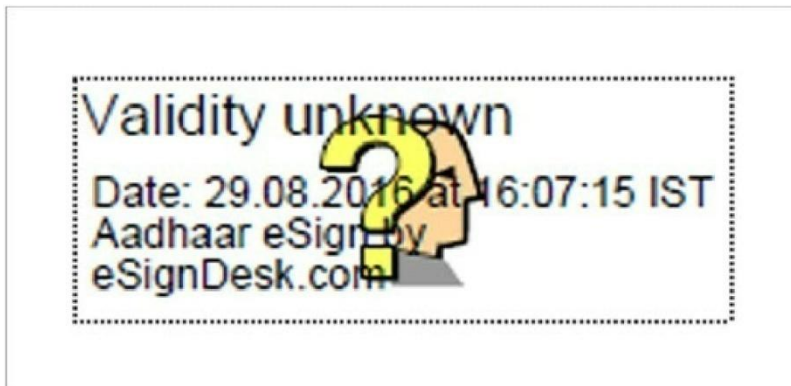 Validity unknown
Date: 29.08.2016 at 16:07:15 IST
Aadhaar eSign by
eSignDesk.com